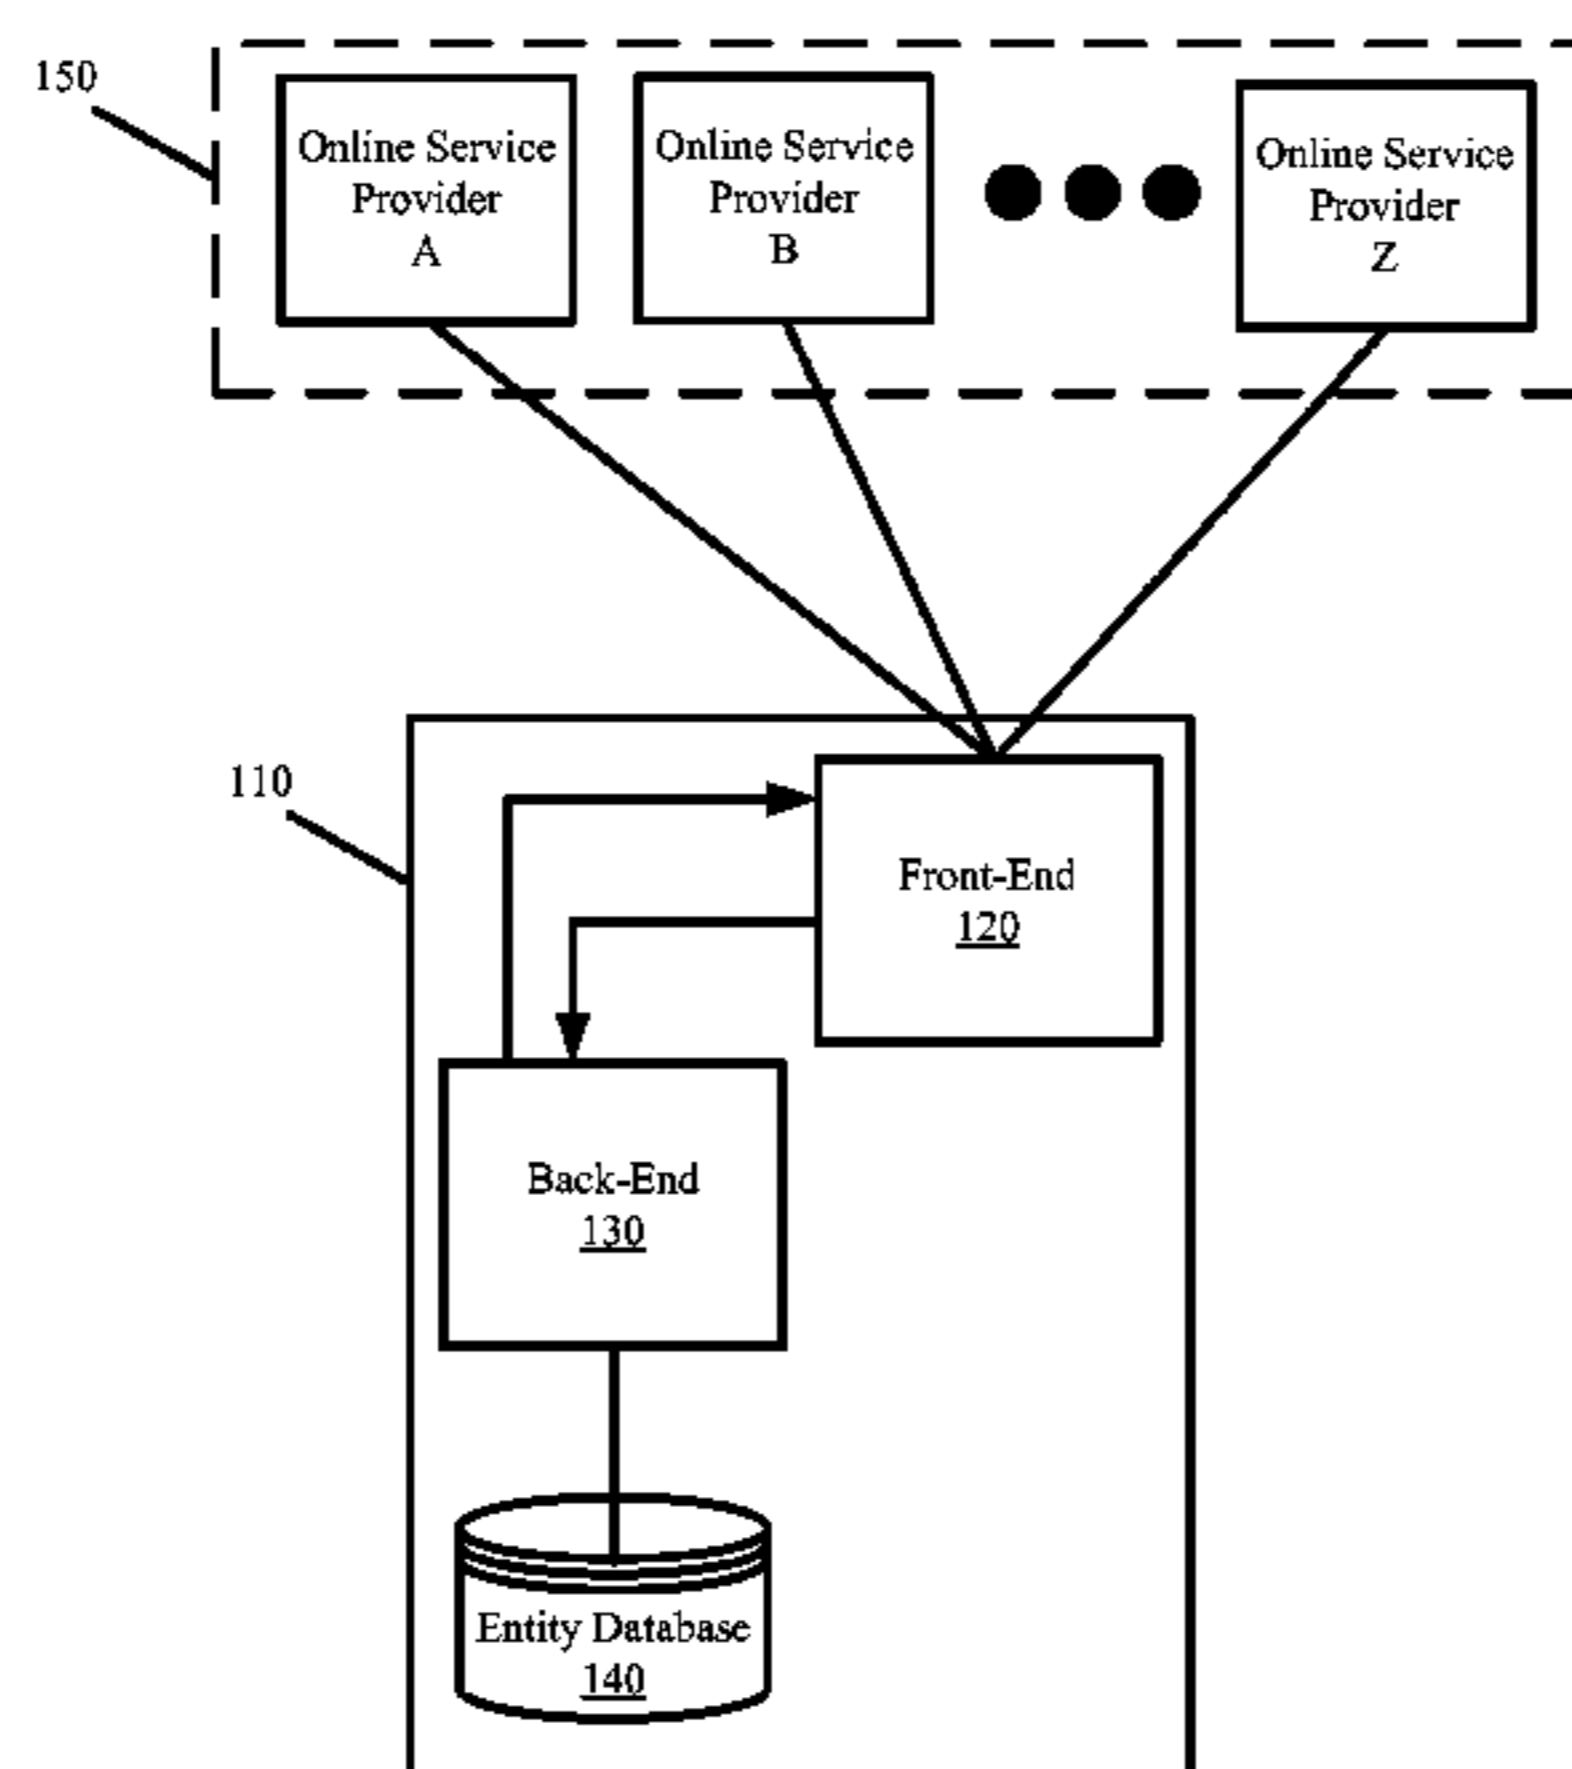 150
Online Service
Provider
A
Online Service
Provider
B
Online Service
Provider
Z
110
Front-End
120
Back-End
130
Entity Database
140